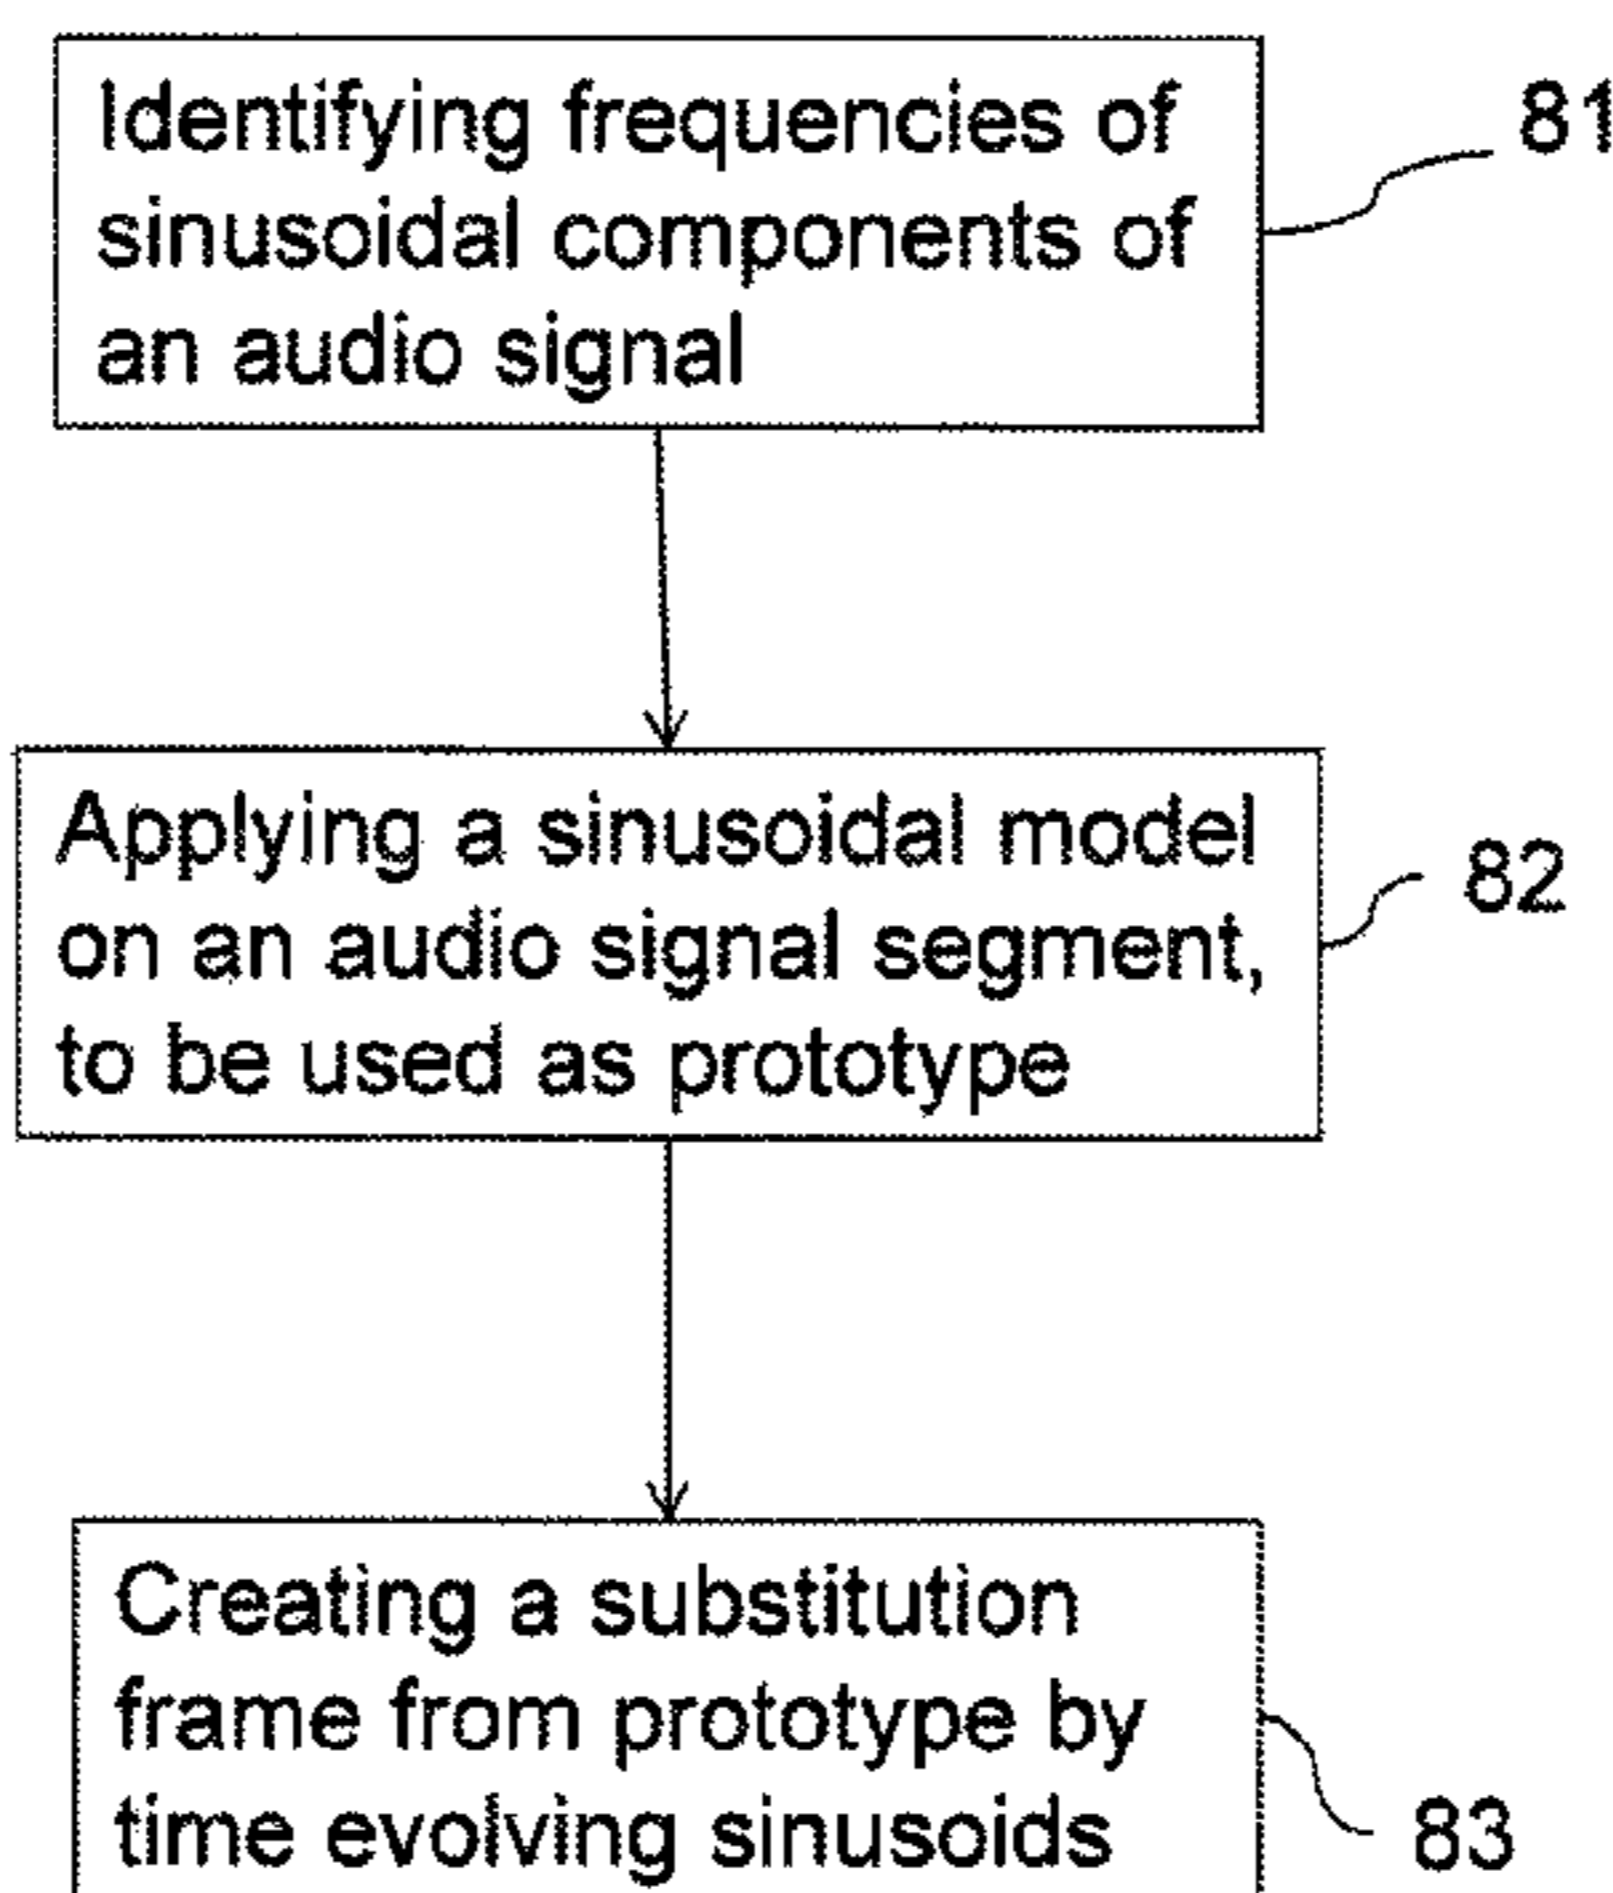 Identifying frequencies of
sinusoidal components of
an audio signal
81
Applying a sinusoidal model
on an audio signal segment,
to be used as prototype
82
Creating a substitution
frame from prototype by
time evolving sinusoids
83